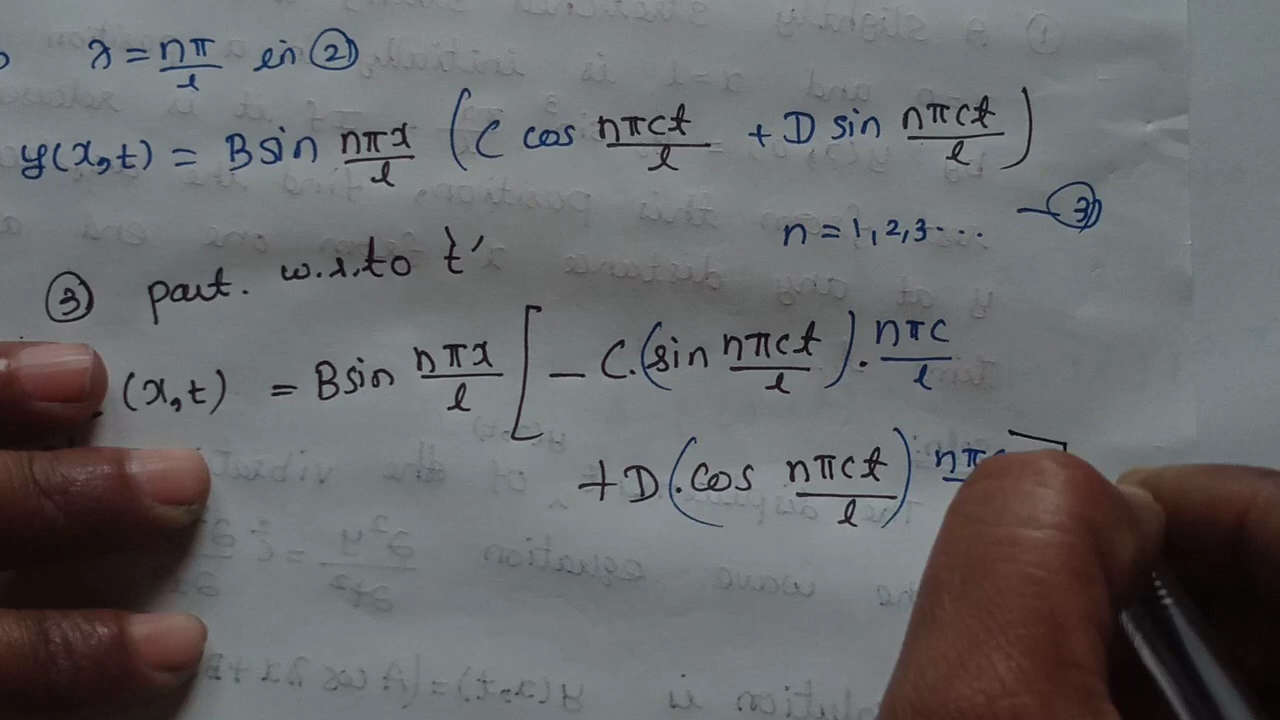 λ = nπ/l in ②
y(x,t) = B sin nπx/l (C cos nπct/l + D sin nπct/l)
n = 1,2,3... — ③
③ part. w.r.to t'
(x,t) = B sin nπx/l [ - C.(sin nπct/l). nπc/l
+ D(.cos nπct/l) nπc